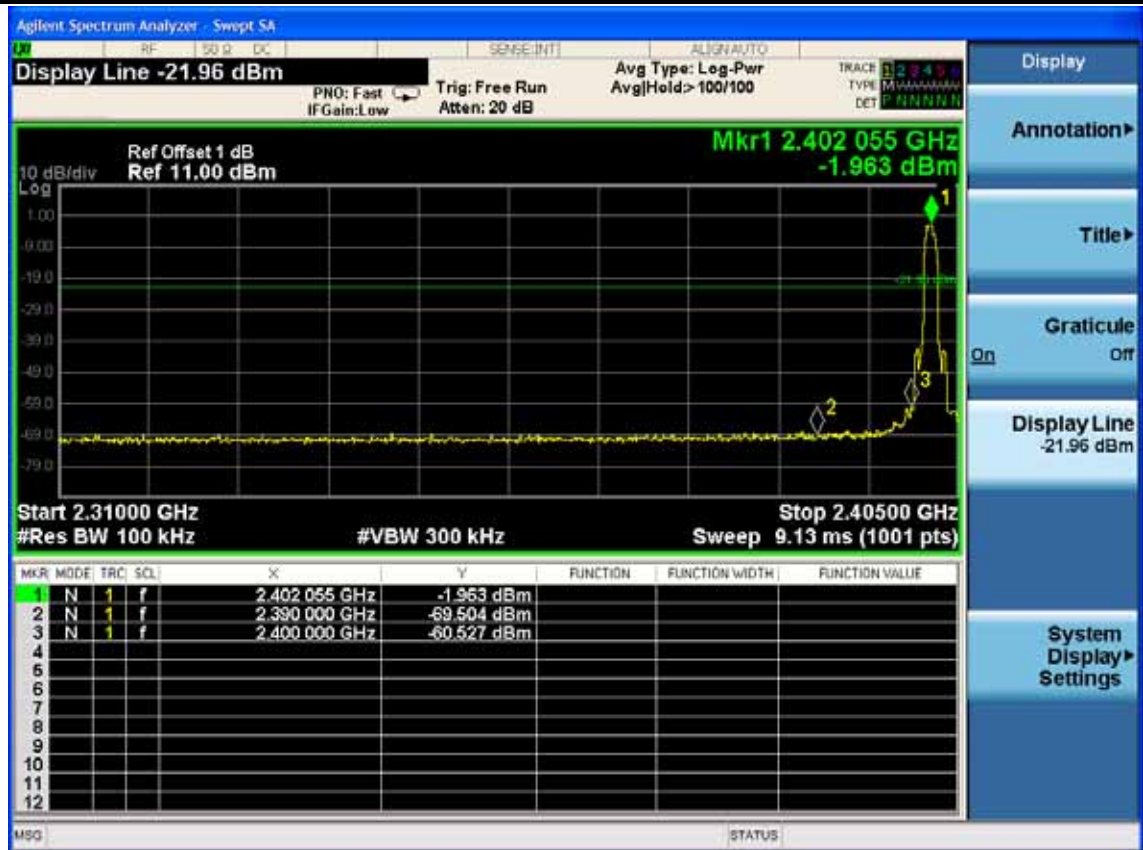 Agilent Spectrum Analyzer - Swept SA
RF 50 Ω DC SENSE:INT ALIGNAUTO
Display Line -21.96 dBm
PNO: Fast
IFGain:Low
Trig: Free Run
Atten: 20 dB
Avg Type: Log-Pwr
Avg|Hold:>100/100
TRACE 1 2 3 4 5 6
TYPE M
DET P N N N N N
Ref Offset 1 dB
10 dB/div Ref 11.00 dBm
Log
Mkr1 2.402 055 GHz
-1.963 dBm
1.00
-9.00
-19.0
-29.0
-39.0
-49.0
-59.0
-69.0
-79.0
1
2
3
Start 2.31000 GHz Stop 2.40500 GHz
#Res BW 100 kHz #VBW 300 kHz Sweep 9.13 ms (1001 pts)
MKR MODE TRC SCL X Y FUNCTION FUNCTION WIDTH FUNCTION VALUE
1 N 1 f 2.402 055 GHz -1.963 dBm
2 N 1 f 2.390 000 GHz -69.504 dBm
3 N 1 f 2.400 000 GHz -60.527 dBm
4
5
6
7
8
9
10
11
12
MSG STATUS
Display
Annotation
Title
Graticule
On Off
Display Line
-21.96 dBm
System
Display
Settings